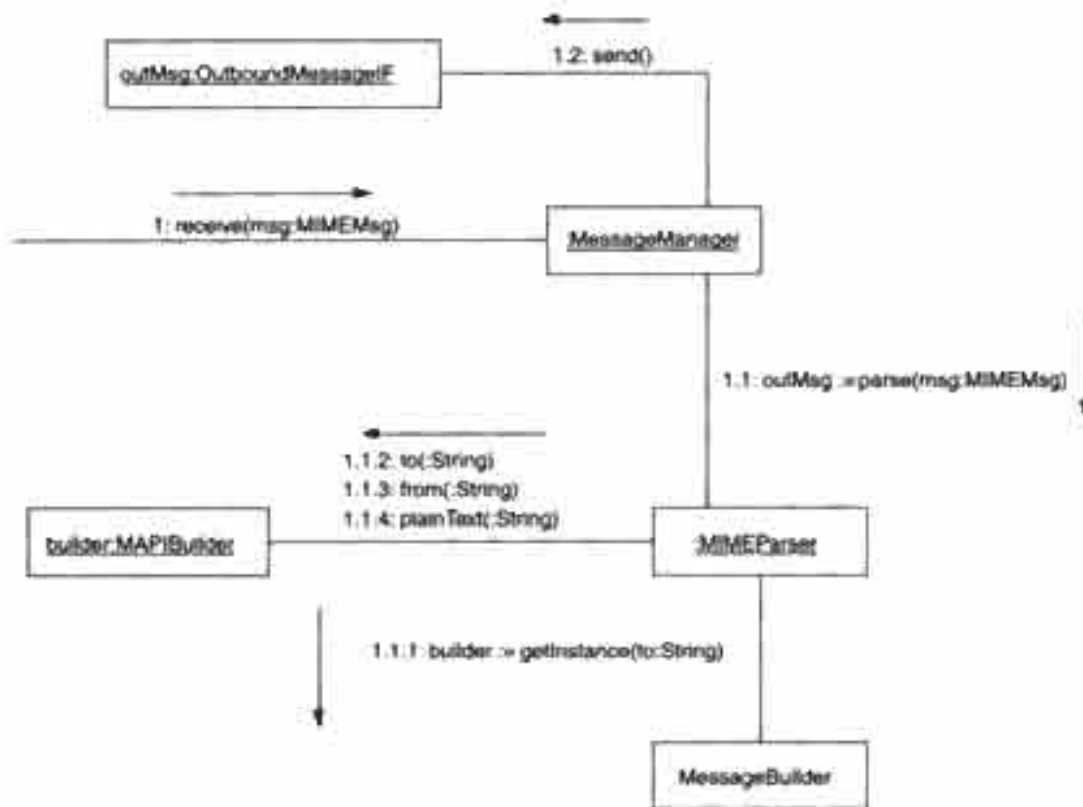 1.2: send()
outMsg:OutboundMessageIF
1: receive(msg:MIMEMsg)
:MessageManager
1.1: outMsg :=parse(msg:MIMEMsg)
1.1.2: to(:String)
1.1.3: from(:String)
1.1.4: plainText(:String)
builder:MAPIBuilder
:MIMEParser
1.1.1: builder := getInstance(to:String)
MessageBuilder